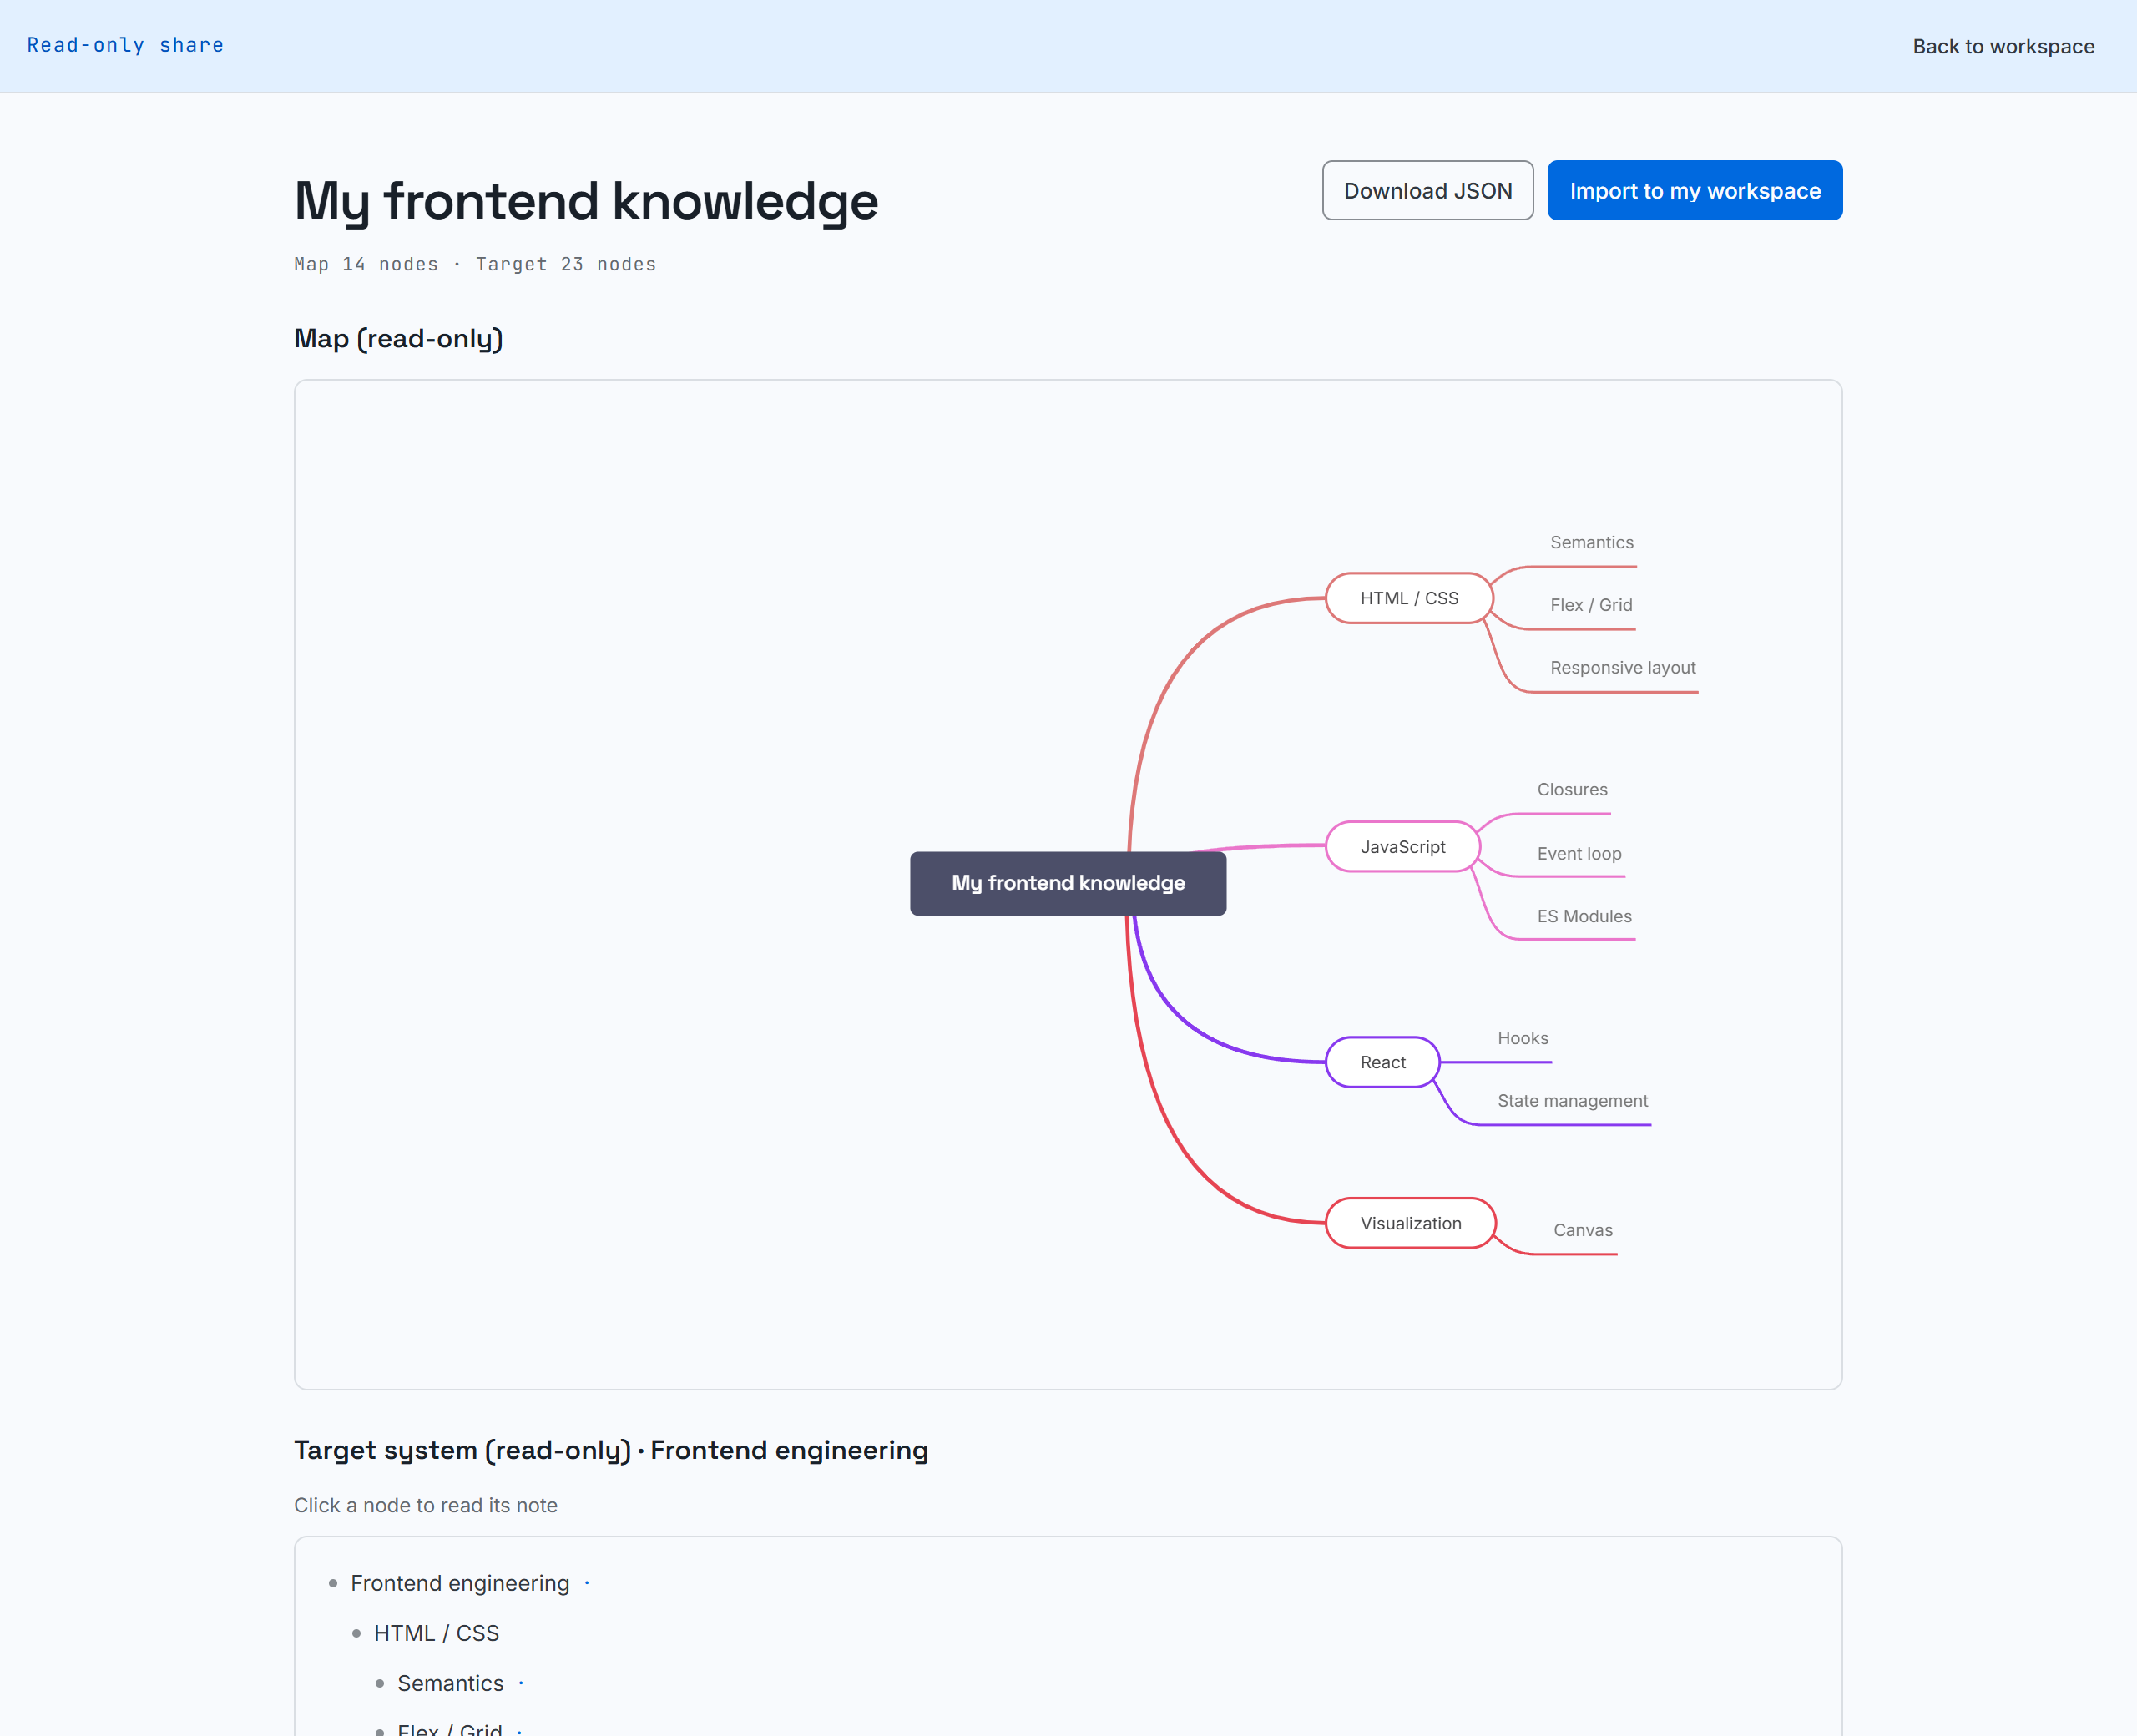 Read-only share
Back to workspace
My frontend knowledge
Download JSON
Import to my workspace
Map 14 nodes · Target 23 nodes
Map (read-only)
Semantics
HTML / CSS
Flex / Grid
Responsive layout
Closures
JavaScript
Event loop
My frontend knowledge
ES Modules
Hooks
React
State management
Visualization
Canvas
Target system (read-only) · Frontend engineering
Click a node to read its note
• Frontend engineering ·
• HTML / CSS
• Semantics ·
• Flex / Grid ·